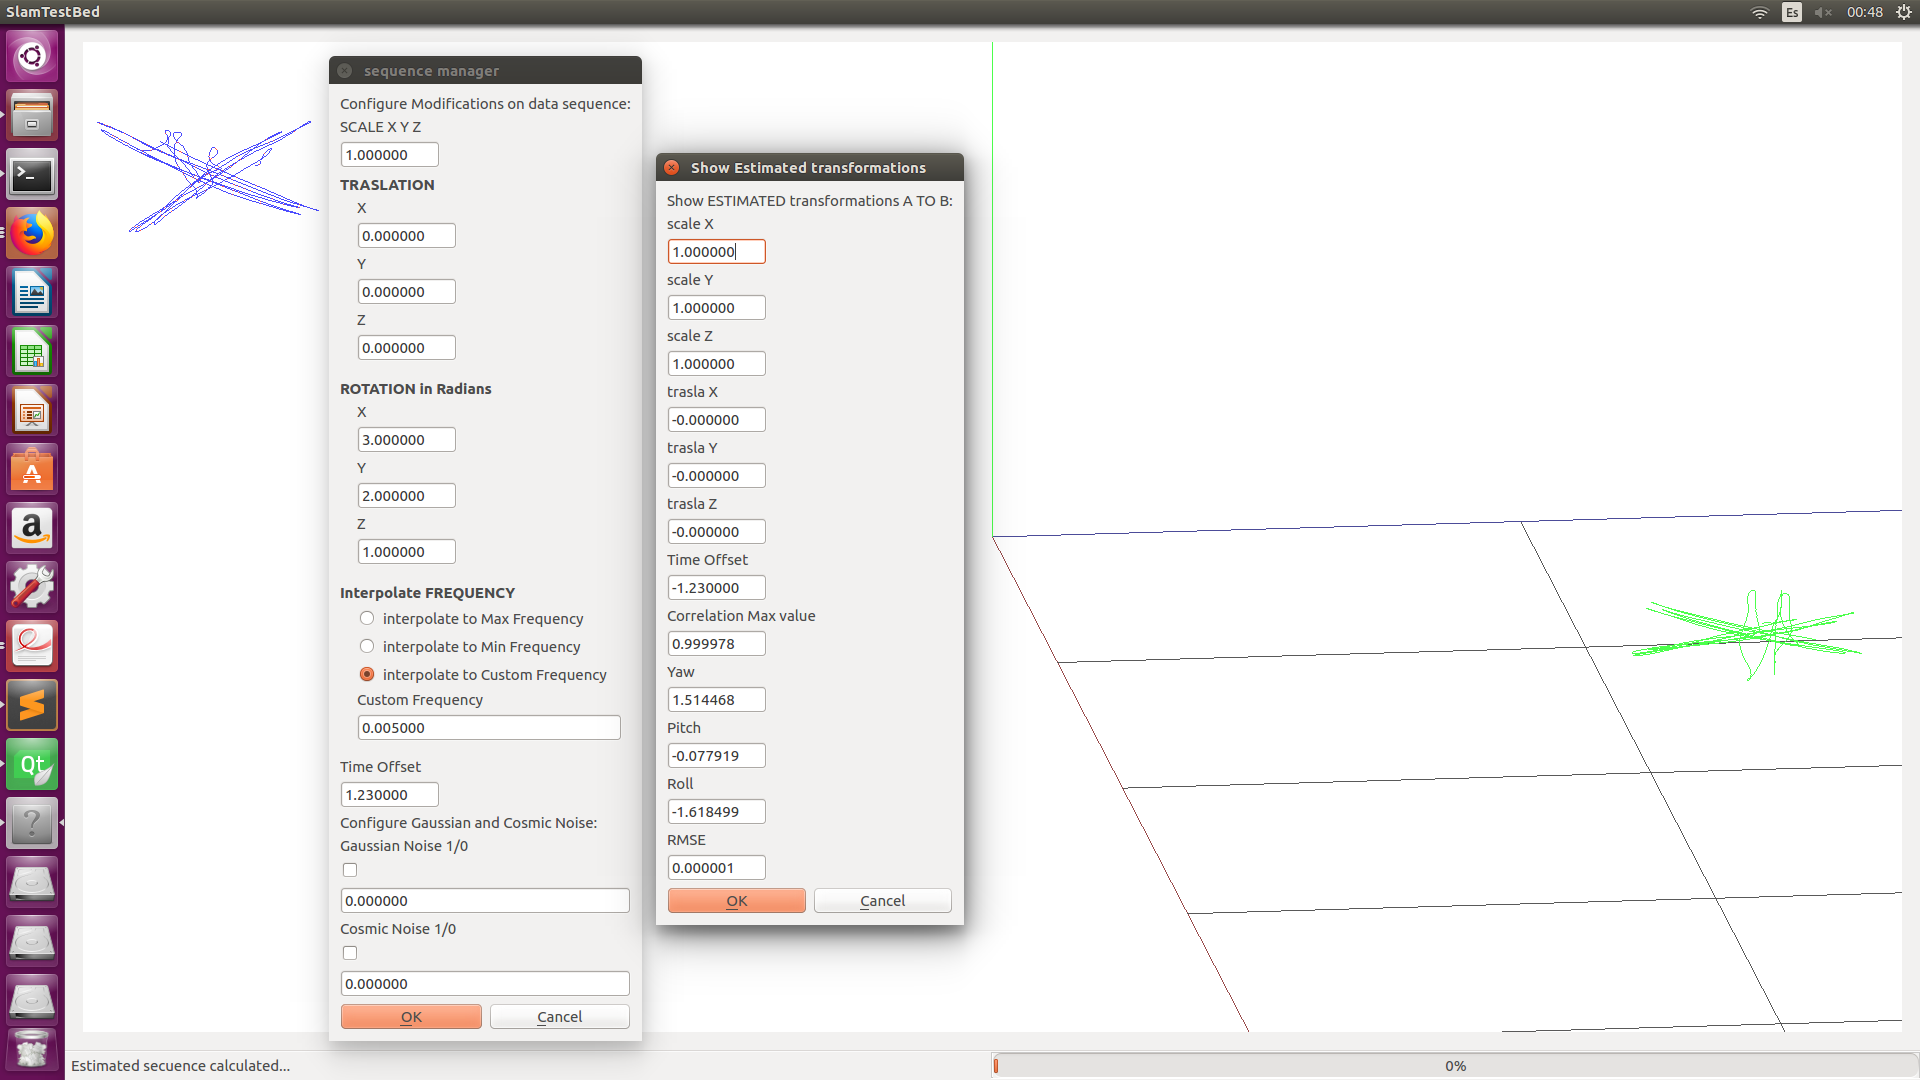 SlamTestBed
Es
00:48
sequence manager
Configure Modifications on data sequence:
SCALE X Y Z
1.000000
TRASLATION
X
0.000000
Y
0.000000
Z
0.000000
ROTATION in Radians
X
3.000000
Y
2.000000
Z
1.000000
Interpolate FREQUENCY
interpolate to Max Frequency
interpolate to Min Frequency
interpolate to Custom Frequency
Custom Frequency
0.005000
Time Offset
1.230000
Configure Gaussian and Cosmic Noise:
Gaussian Noise 1/0
0.000000
Cosmic Noise 1/0
0.000000
OK
Cancel
Show Estimated transformations
Show ESTIMATED transformations A TO B:
scale X
1.000000
scale Y
1.000000
scale Z
1.000000
trasla X
-0.000000
trasla Y
-0.000000
trasla Z
-0.000000
Time Offset
-1.230000
Correlation Max value
0.999978
Yaw
1.514468
Pitch
-0.077919
Roll
-1.618499
RMSE
0.000001
OK
Cancel
Qt
Estimated secuence calculated...
0%